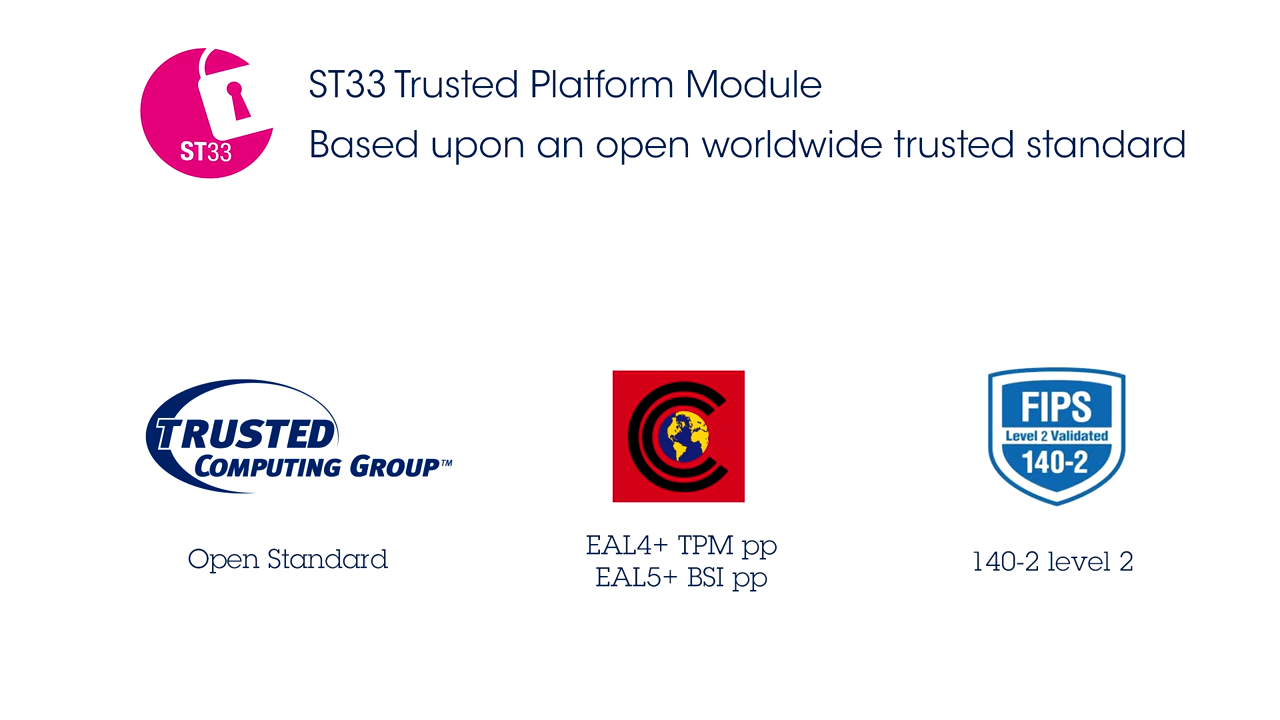 ST33 Trusted Platform Module
Based upon an open worldwide trusted standard
ST33
TRUSTED
COMPUTING GROUP™
Open Standard
EAL4+ TPM pp
EAL5+ BSI pp
FIPS
Level 2 Validated
140-2
140-2 level 2